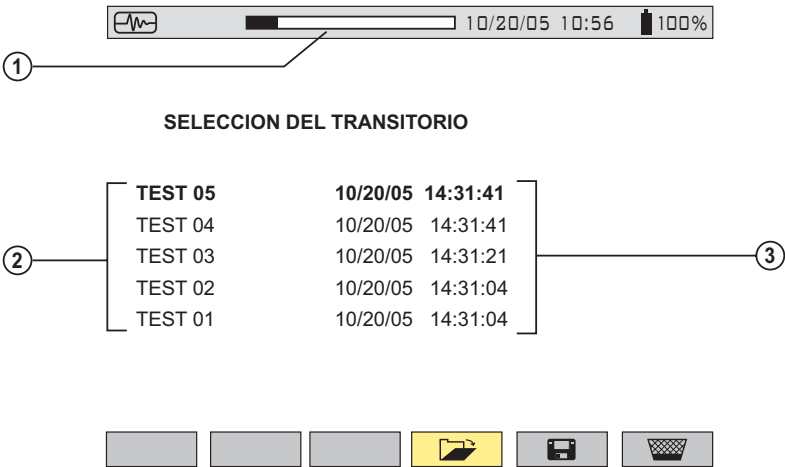 10/20/05 10:56 100%
1
SELECCION DEL TRANSITORIO
TEST 05 10/20/05 14:31:41
TEST 04 10/20/05 14:31:41
2 TEST 03 10/20/05 14:31:21 3
TEST 02 10/20/05 14:31:04
TEST 01 10/20/05 14:31:04